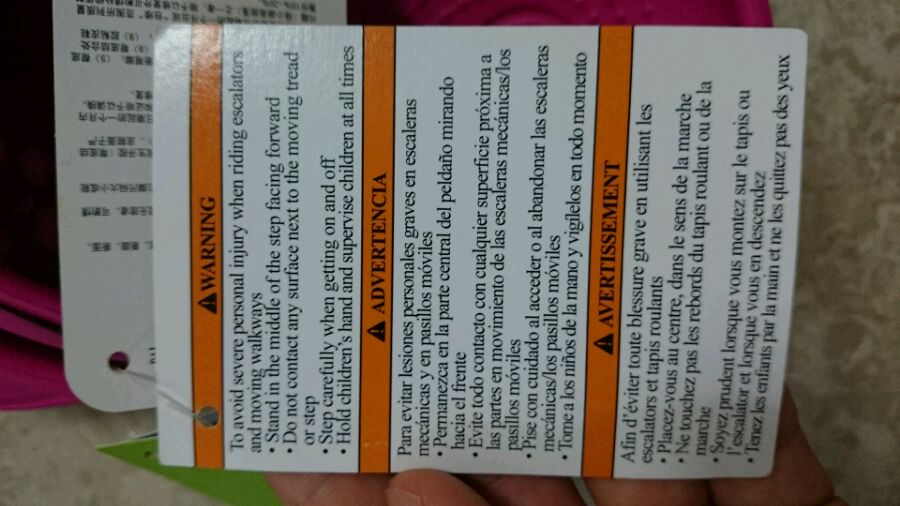 ⚠WARNING
To avoid severe personal injury when riding escalators
and moving walkways
• Stand in the middle of the step facing forward
• Do not contact any surface next to the moving tread
or step
• Step carefully when getting on and off
• Hold children's hand and supervise children at all times
⚠ ADVERTENCIA
Para evitar lesiones personales graves en escaleras
mecánicas y en pasillos móviles
• Permanezca en la parte central del peldaño mirando
hacia el frente
• Evite todo contacto con cualquier superficie próxima a
las partes en movimiento de las escaleras mecánicas/los
pasillos móviles
• Pise con cuidado al acceder o al abandonar las escaleras
mecánicas/los pasillos móviles
• Tome a los niños de la mano y vigílelos en todo momento
⚠ AVERTISSEMENT
Afin d'éviter toute blessure grave en utilisant les
escalators et tapis roulants
• Placez-vous au centre, dans le sens de la marche
• Ne touchez pas les rebords du tapis roulant ou de la
marche
• Soyez prudent lorsque vous montez sur le tapis ou
l'escalator et lorsque vous en descendez
• Tenez les enfants par la main et ne les quittez pas des yeux